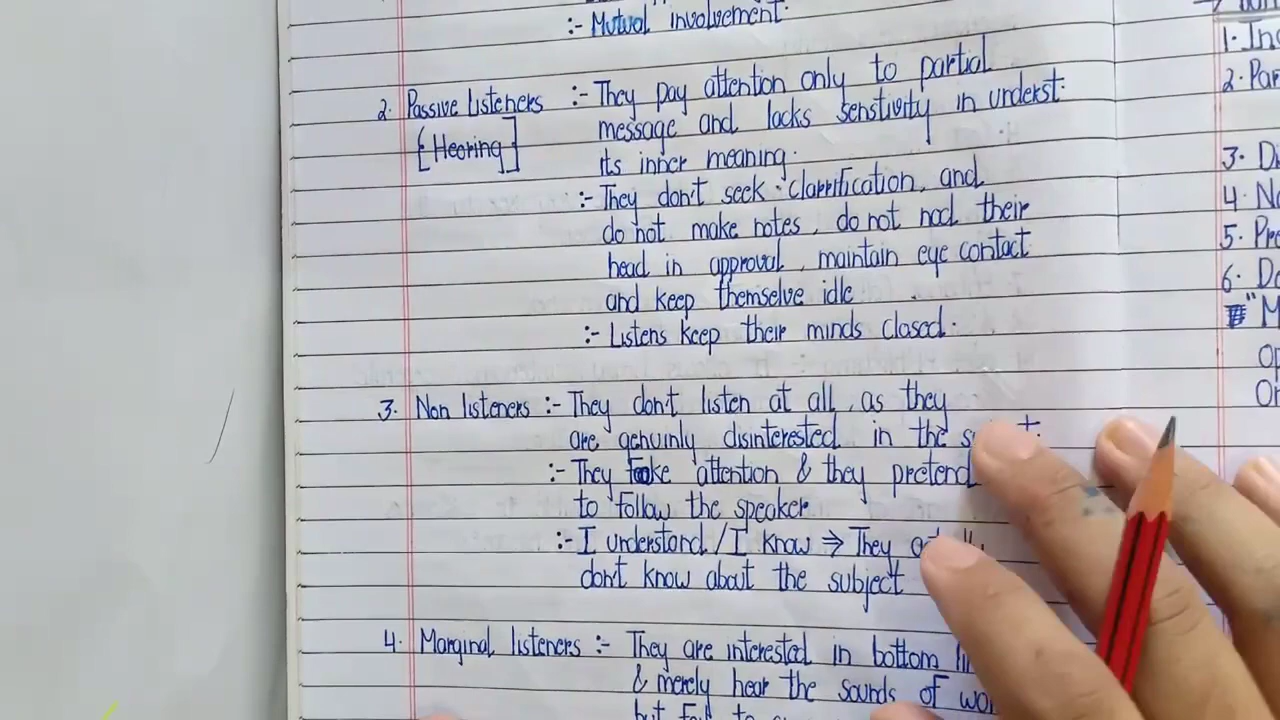 :- Mutual involvement.
2. Passive Listeners :- They pay attention only to partial
[Hearing] message and lacks senstivity in underst.
its inner meaning.
:- They don't seek clarrification, and
do not make notes, do not nod their
head in approval, maintain eye contact
and keep themselve idle
:- Listens keep their minds closed.
3. Non listeners :- They don't listen at all, as they
are genuinly disinterested in the
:- They attention & they pretend
to follow the speaker
:- I understand / I know ⇒ They
don't know about the subject
4. Marginal listeners :- They are interested in bottom
& merely hear the sounds of
but
1.
2.
3.
4.
5.
6.